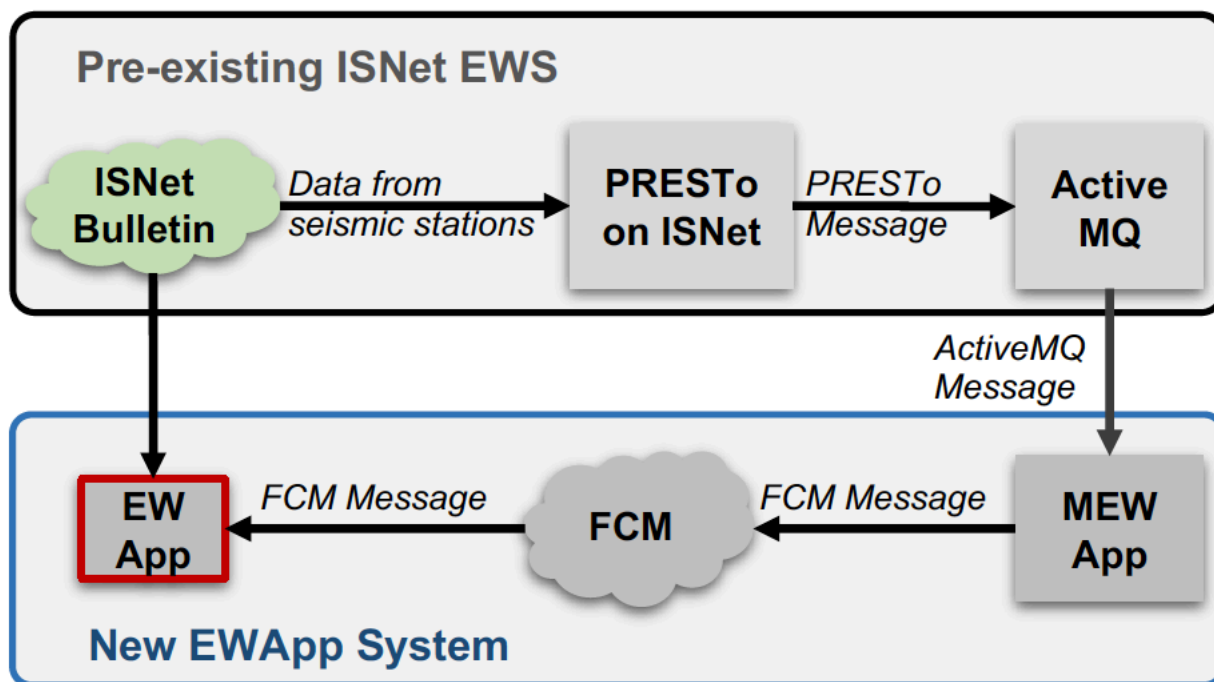 Pre-existing ISNet EWS
ISNet
Bulletin
Data from
seismic stations
PRESTo
on ISNet
PRESTo
Message
Active
MQ
ActiveMQ
Message
EW
App
FCM Message
FCM
FCM Message
MEW
App
New EWApp System